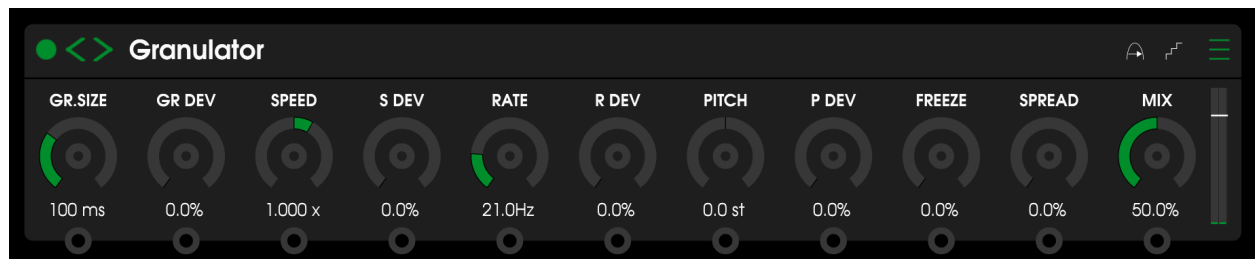 Granulator
GR.SIZE GR DEV SPEED S DEV RATE R DEV PITCH P DEV FREEZE SPREAD MIX
100 ms 0.0% 1.000 x 0.0% 21.0Hz 0.0% 0.0 st 0.0% 0.0% 0.0% 50.0%